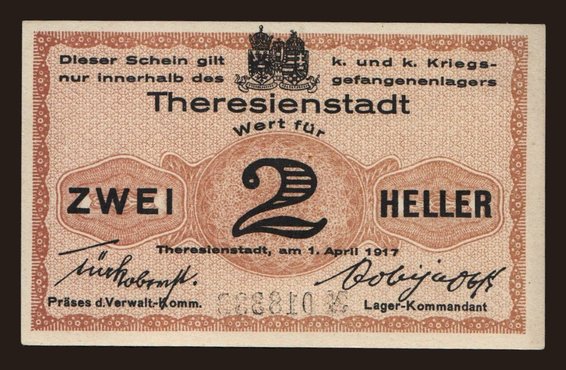 Dieser Schein gilt k. und k. Kriegs-
nur innerhalb des gefangenenlagers
Theresienstadt
Wert für
ZWEI 2 HELLER
Theresienstadt, am 1. April 1917
Präses d.Verwalt-Komm. Lager-Kommandant